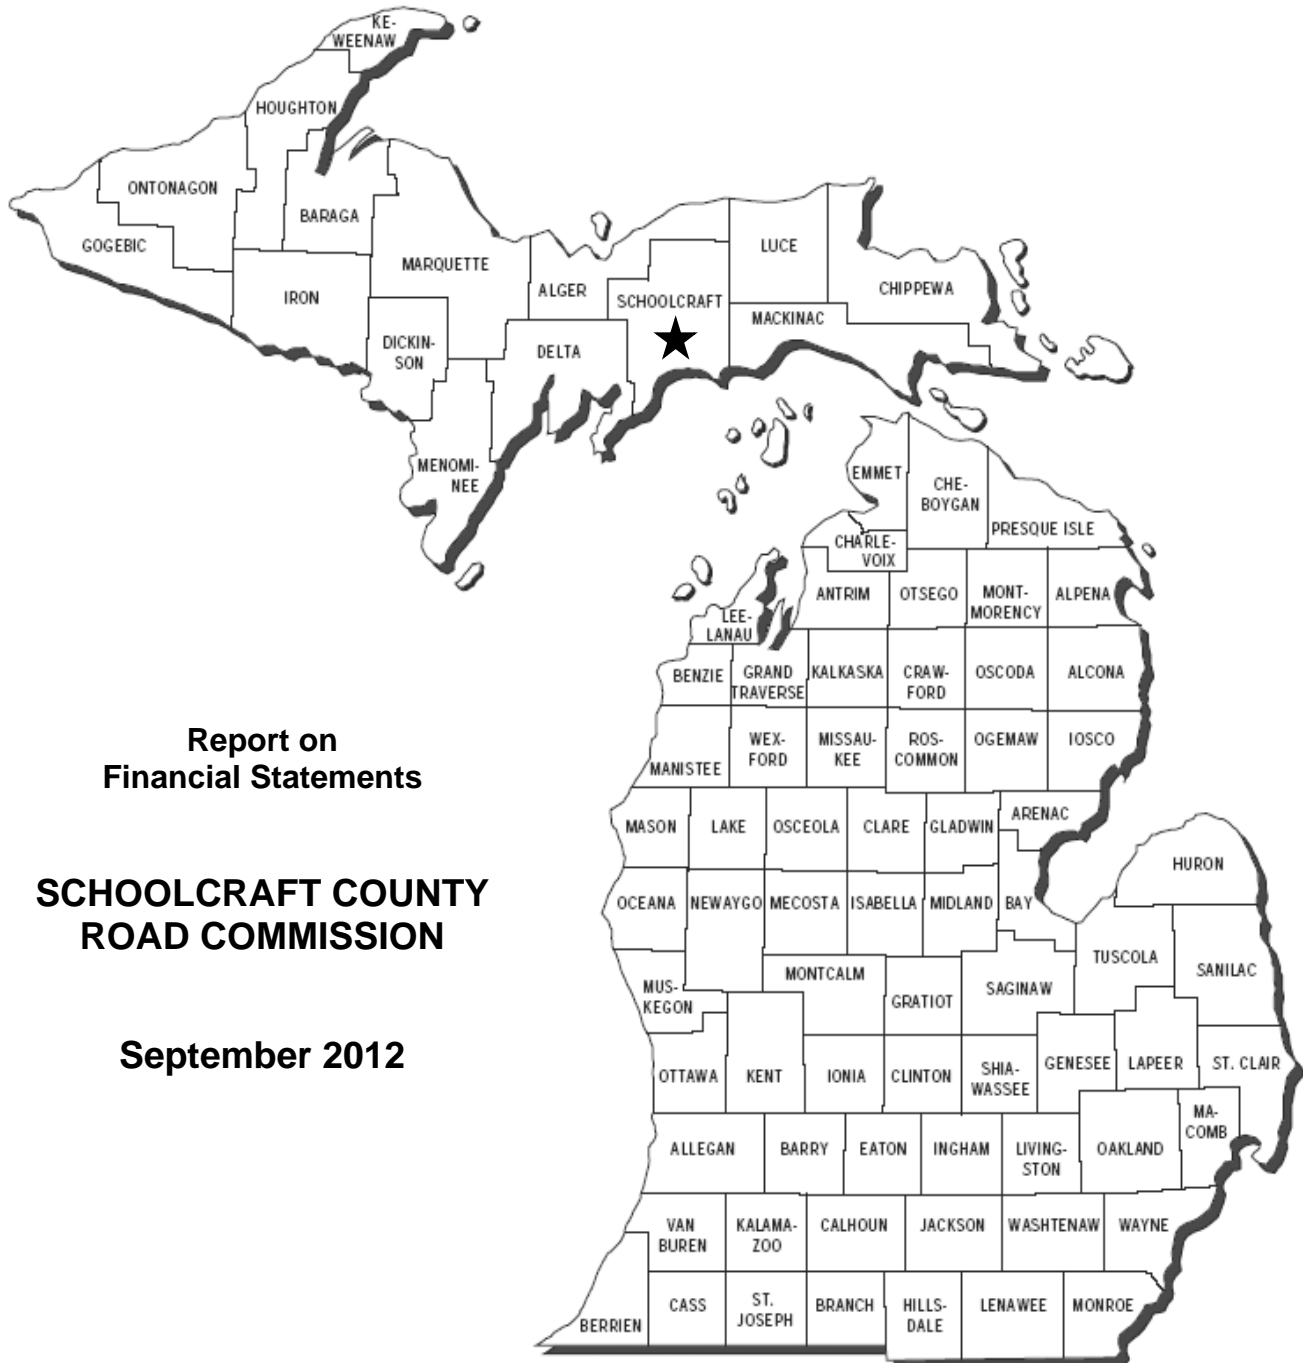 KE-
WEENAW
HOUGHTON
ONTONAGON
BARAGA
GOGEBIC
LUCE
MARQUETTE
ALGER
CHIPPEWA
IRON
SCHOOLCRAFT
MACKINAC
DICKIN-
SON
DELTA
MENOMI-
NEE
EMMET
CHE-
BOYGAN
PRESQUE ISLE
CHARLE-
VOIX
ANTRIM
OTSEGO
MONT-
MORENCY
ALPENA
LEE-
LANAU
BENZIE
GRAND
TRAVERSE
KALKASKA
CRAW-
FORD
OSCODA
ALCONA
Report on
Financial Statements
MANISTEE
WEX-
FORD
MISSAU-
KEE
ROS-
COMMON
OGEMAW
IOSCO
MASON
LAKE
OSCEOLA
CLARE
GLADWIN
ARENAC
HURON
SCHOOLCRAFT COUNTY
ROAD COMMISSION
OCEANA
NEWAYGO
MECOSTA
ISABELLA
MIDLAND
BAY
TUSCOLA
SANILAC
MUS-
KEGON
MONTCALM
GRATIOT
SAGINAW
September 2012
OTTAWA
KENT
IONIA
CLINTON
SHIA-
WASSEE
GENESEE
LAPEER
ST. CLAIR
MA-
COMB
ALLEGAN
BARRY
EATON
INGHAM
LIVING-
STON
OAKLAND
VAN
BUREN
KALAMA-
ZOO
CALHOUN
JACKSON
WASHTENAW
WAYNE
BERRIEN
CASS
ST.
JOSEPH
BRANCH
HILLS-
DALE
LENAWEE
MONROE